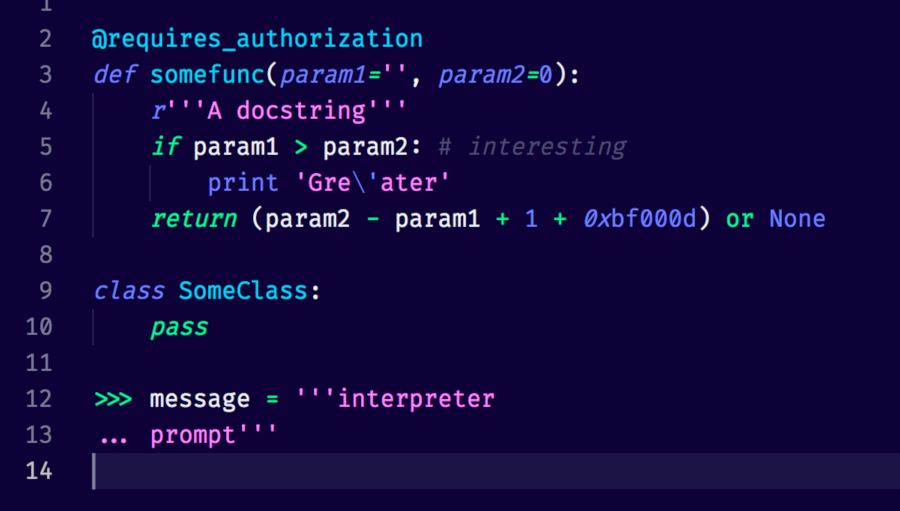 1
2 @requires_authorization
3 def somefunc(param1='', param2=0):
4     r'''A docstring'''
5     if param1 > param2: # interesting
6         print 'Gre\'ater'
7     return (param2 - param1 + 1 + 0xbf000d) or None
8
9 class SomeClass:
10     pass
11
12 >>> message = '''interpreter
13 ... prompt'''
14